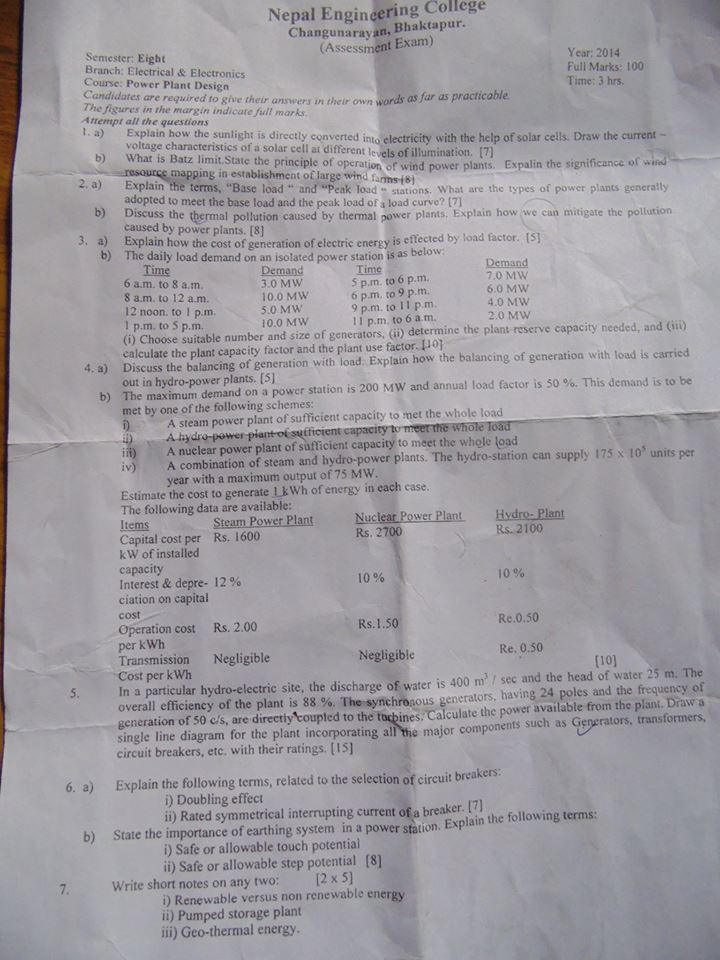 Nepal Engineering College
Changunarayan, Bhaktapur.
(Assessment Exam)
Semester: Eight
Year: 2014
Branch: Electrical & Electronics
Full Marks: 100
Course: Power Plant Design
Time: 3 hrs.
Candidates are required to give their answers in their own words as far as practicable.
The figures in the margin indicate full marks.
Attempt all the questions
1. a) Explain how the sunlight is directly converted into electricity with the help of solar cells. Draw the current –
voltage characteristics of a solar cell at different levels of illumination. [7]
b) What is Batz limit.State the principle of operation of wind power plants. Expalin the significance of wind
resource mapping in establishment of large wind farms [8]
2. a) Explain the terms, "Base load " and "Peak load " stations. What are the types of power plants generally
adopted to meet the base load and the peak load of a load curve? [7]
b) Discuss the thermal pollution caused by thermal power plants. Explain how we can mitigate the pollution
caused by power plants. [8]
3. a) Explain how the cost of generation of electric energy is effected by load factor. [5]
b) The daily load demand on an isolated power station is as below:
Time Demand Time Demand
6 a.m. to 8 a.m. 3.0 MW 5 p.m. to 6 p.m. 7.0 MW
8 a.m. to 12 a.m. 10.0 MW 6 p.m. to 9 p.m. 6.0 MW
12 noon. to 1 p.m. 5.0 MW 9 p.m. to 11 p.m. 4.0 MW
1 p.m. to 5 p.m. 10.0 MW 11 p.m. to 6 a.m. 2.0 MW
(i) Choose suitable number and size of generators, (ii) determine the plant reserve capacity needed, and (iii)
calculate the plant capacity factor and the plant use factor. [10]
4. a) Discuss the balancing of generation with load. Explain how the balancing of generation with load is carried
out in hydro-power plants. [5]
b) The maximum demand on a power station is 200 MW and annual load factor is 50 %. This demand is to be
met by one of the following schemes:
i) A steam power plant of sufficient capacity to met the whole load
ii) A hydro-power plant of sufficient capacity to meet the whole load
iii) A nuclear power plant of sufficient capacity to meet the whole load
iv) A combination of steam and hydro-power plants. The hydro-station can supply 175 x 10⁵ units per
year with a maximum output of 75 MW.
Estimate the cost to generate 1 kWh of energy in each case.
The following data are available:
Items Steam Power Plant Nuclear Power Plant Hydro- Plant
Capital cost per Rs. 1600 Rs. 2700 Rs. 2100
kW of installed
capacity
Interest & depre- 12 % 10 % 10 %
ciation on capital
cost
Operation cost Rs. 2.00 Rs.1.50 Re.0.50
per kWh
Transmission Negligible Negligible Re. 0.50
Cost per kWh [10]
5. In a particular hydro-electric site, the discharge of water is 400 m³ / sec and the head of water 25 m. The
overall efficiency of the plant is 88 %. The synchronous generators, having 24 poles and the frequency of
generation of 50 c/s, are directly coupled to the turbines. Calculate the power available from the plant. Draw a
single line diagram for the plant incorporating all the major components such as Generators, transformers,
circuit breakers, etc. with their ratings. [15]
6. a) Explain the following terms, related to the selection of circuit breakers:
i) Doubling effect
ii) Rated symmetrical interrupting current of a breaker. [7]
b) State the importance of earthing system in a power station. Explain the following terms:
i) Safe or allowable touch potential
ii) Safe or allowable step potential [8]
7. Write short notes on any two: [2 x 5]
i) Renewable versus non renewable energy
ii) Pumped storage plant
iii) Geo-thermal energy.